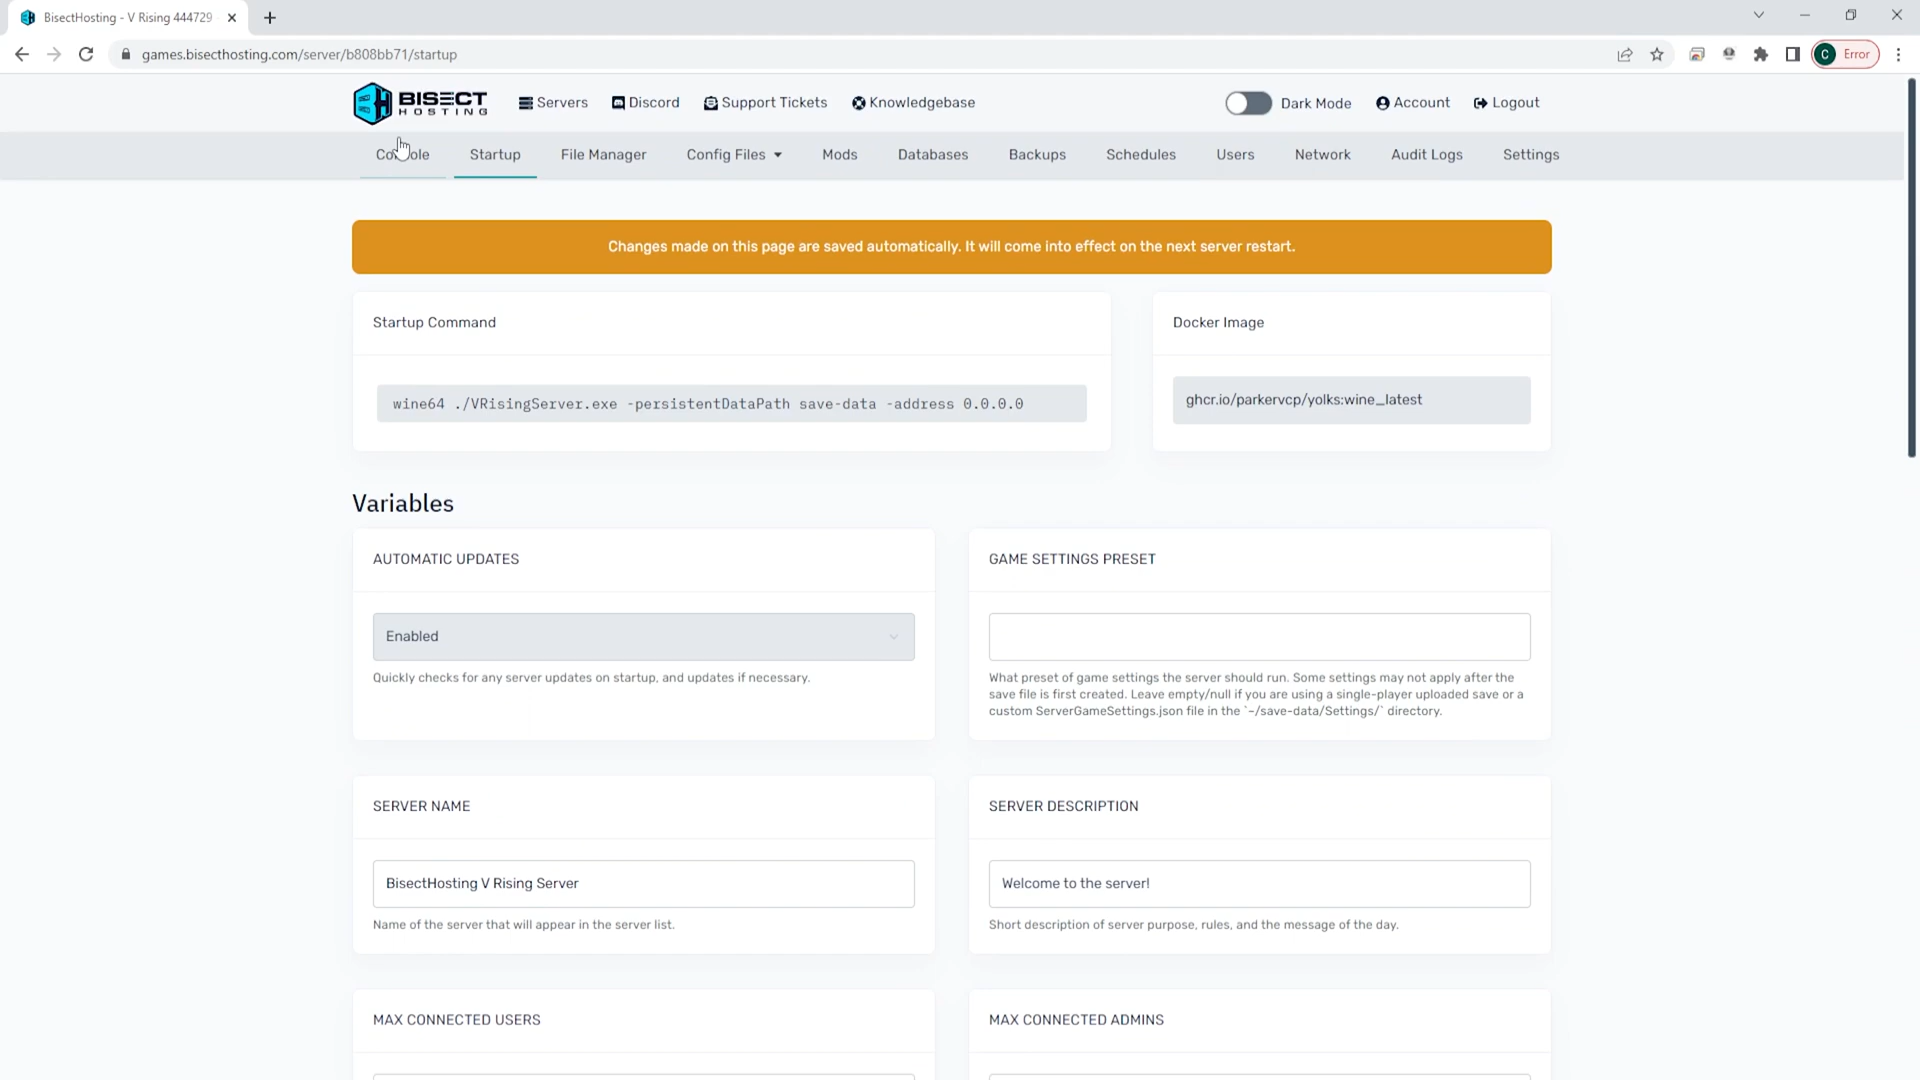 BisectHosting - V Rising 444729
games.bisecthosting.com/server/b808bb71/startup
C Error
BISECT
HOSTING
Servers Discord Support Tickets Knowledgebase Dark Mode Account Logout
Console Startup File Manager Config Files Mods Databases Backups Schedules Users Network Audit Logs Settings
Changes made on this page are saved automatically. It will come into effect on the next server restart.
Startup Command
Docker Image
wine64 ./VRisingServer.exe -persistentDataPath save-data -address 0.0.0.0
ghcr.io/parkervcp/yolks:wine_latest
Variables
AUTOMATIC UPDATES
GAME SETTINGS PRESET
Enabled
Quickly checks for any server updates on startup, and updates if necessary.
What preset of game settings the server should run. Some settings may not apply after the
save file is first created. Leave empty/null if you are using a single-player uploaded save or a
custom ServerGameSettings.json file in the `~/save-data/Settings/` directory.
SERVER NAME
SERVER DESCRIPTION
BisectHosting V Rising Server
Welcome to the server!
Name of the server that will appear in the server list.
Short description of server purpose, rules, and the message of the day.
MAX CONNECTED USERS
MAX CONNECTED ADMINS